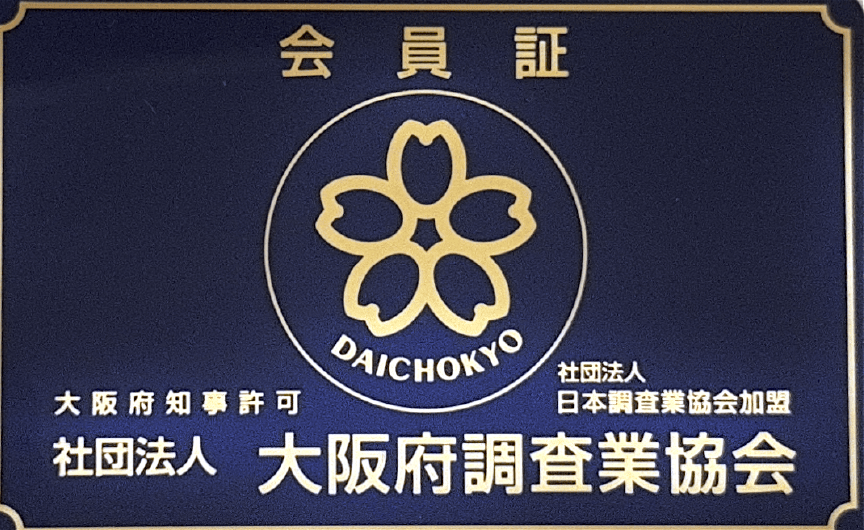 会員証
DAICHOKYO
大阪府知事許可
社団法人
日本調査業協会加盟
社団法人 大阪府調査業協会